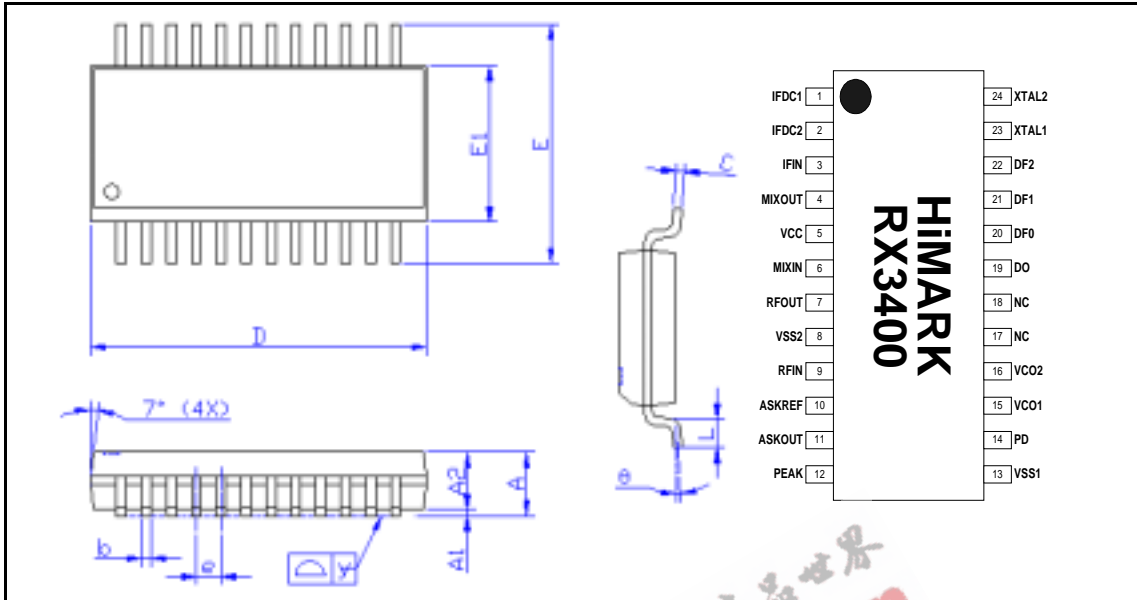 E1
E
D
7° (4X)
A2
A
A1
b
e
y
C
L
θ
IFDC1 1
IFDC2 2
IFIN 3
MIXOUT 4
VCC 5
MIXIN 6
RFOUT 7
VSS2 8
RFIN 9
ASKREF 10
ASKOUT 11
PEAK 12
HiMARK
RX3400
24 XTAL2
23 XTAL1
22 DF2
21 DF1
20 DF0
19 DO
18 NC
17 NC
16 VCO2
15 VCO1
14 PD
13 VSS1
世界